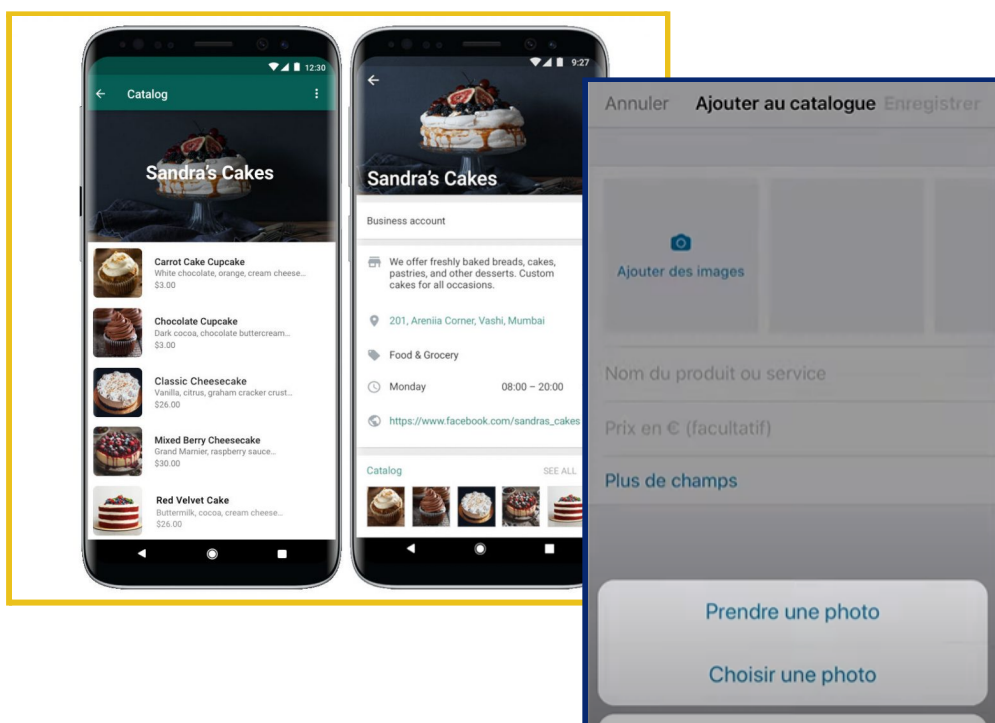 12:30
Catalog
Sandra's Cakes
Carrot Cake Cupcake
White chocolate, orange, cream cheese…
$3.00
Chocolate Cupcake
Dark cocoa, chocolate buttercream…
$3.00
Classic Cheesecake
Vanilla, citrus, graham cracker crust…
$26.00
Mixed Berry Cheesecake
Grand Marnier, raspberry sauce…
$30.00
Red Velvet Cake
Buttermilk, cocoa, cream cheese…
$26.00
9:27
Sandra's Cakes
Business account
We offer freshly baked breads, cakes,
pastries, and other desserts. Custom
cakes for all occasions.
201, Areniia Corner, Vashi, Mumbai
Food & Grocery
Monday 08:00 – 20:00
https://www.facebook.com/sandras_cakes
Catalog SEE ALL
Annuler Ajouter au catalogue Enregistrer
Ajouter des images
Nom du produit ou service
Prix en € (facultatif)
Plus de champs
Prendre une photo
Choisir une photo